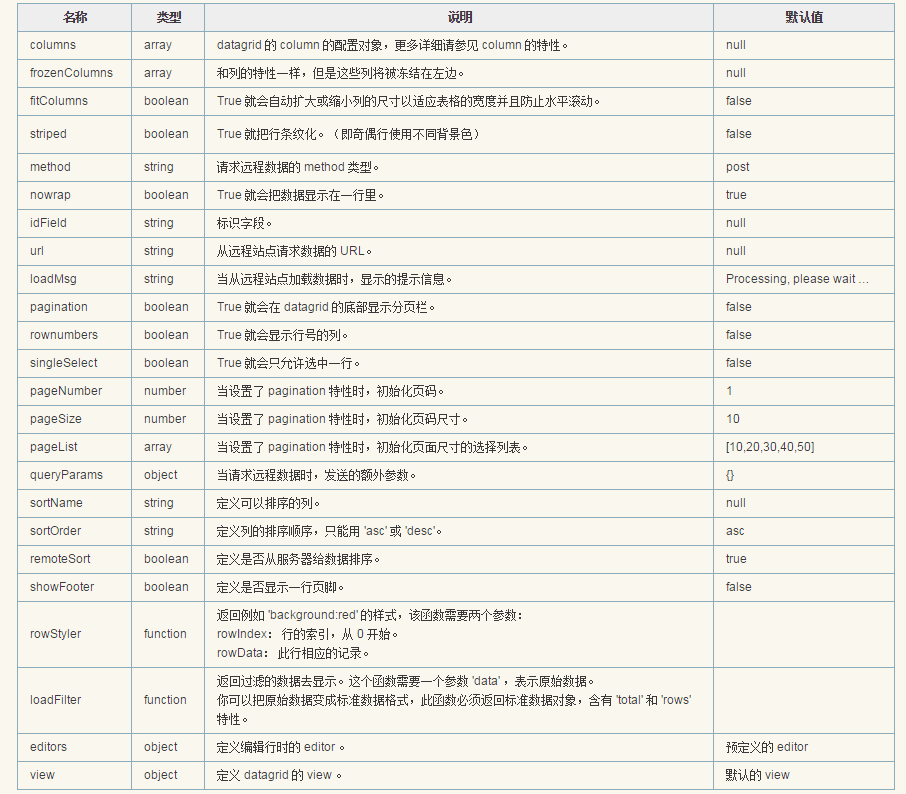 名称 类型 说明 默认值
columns array datagrid 的 column 的配置对象，更多详细请参见 column 的特性。 null
frozenColumns array 和列的特性一样，但是这些列将被冻结在左边。 null
fitColumns boolean True 就会自动扩大或缩小列的尺寸以适应表格的宽度并且防止水平滚动。 false
striped boolean True 就把行条纹化。（即奇偶行使用不同背景色） false
method string 请求远程数据的 method 类型。 post
nowrap boolean True 就会把数据显示在一行里。 true
idField string 标识字段。 null
url string 从远程站点请求数据的 URL。 null
loadMsg string 当从远程站点加载数据时，显示的提示信息。 Processing, please wait …
pagination boolean True 就会在 datagrid 的底部显示分页栏。 false
rownumbers boolean True 就会显示行号的列。 false
singleSelect boolean True 就会只允许选中一行。 false
pageNumber number 当设置了 pagination 特性时，初始化页码。 1
pageSize number 当设置了 pagination 特性时，初始化页码尺寸。 10
pageList array 当设置了 pagination 特性时，初始化页面尺寸的选择列表。 [10,20,30,40,50]
queryParams object 当请求远程数据时，发送的额外参数。 {}
sortName string 定义可以排序的列。 null
sortOrder string 定义列的排序顺序，只能用 'asc' 或 'desc'。 asc
remoteSort boolean 定义是否从服务器给数据排序。 true
showFooter boolean 定义是否显示一行页脚。 false
rowStyler function 返回例如 'background:red' 的样式，该函数需要两个参数：
rowIndex： 行的索引，从 0 开始。
rowData： 此行相应的记录。
loadFilter function 返回过滤的数据去显示。这个函数需要一个参数 'data' ，表示原始数据。
你可以把原始数据变成标准数据格式，此函数必须返回标准数据对象，含有 'total' 和 'rows'
特性。
editors object 定义编辑行时的 editor 。 预定义的 editor
view object 定义 datagrid 的 view 。 默认的 view